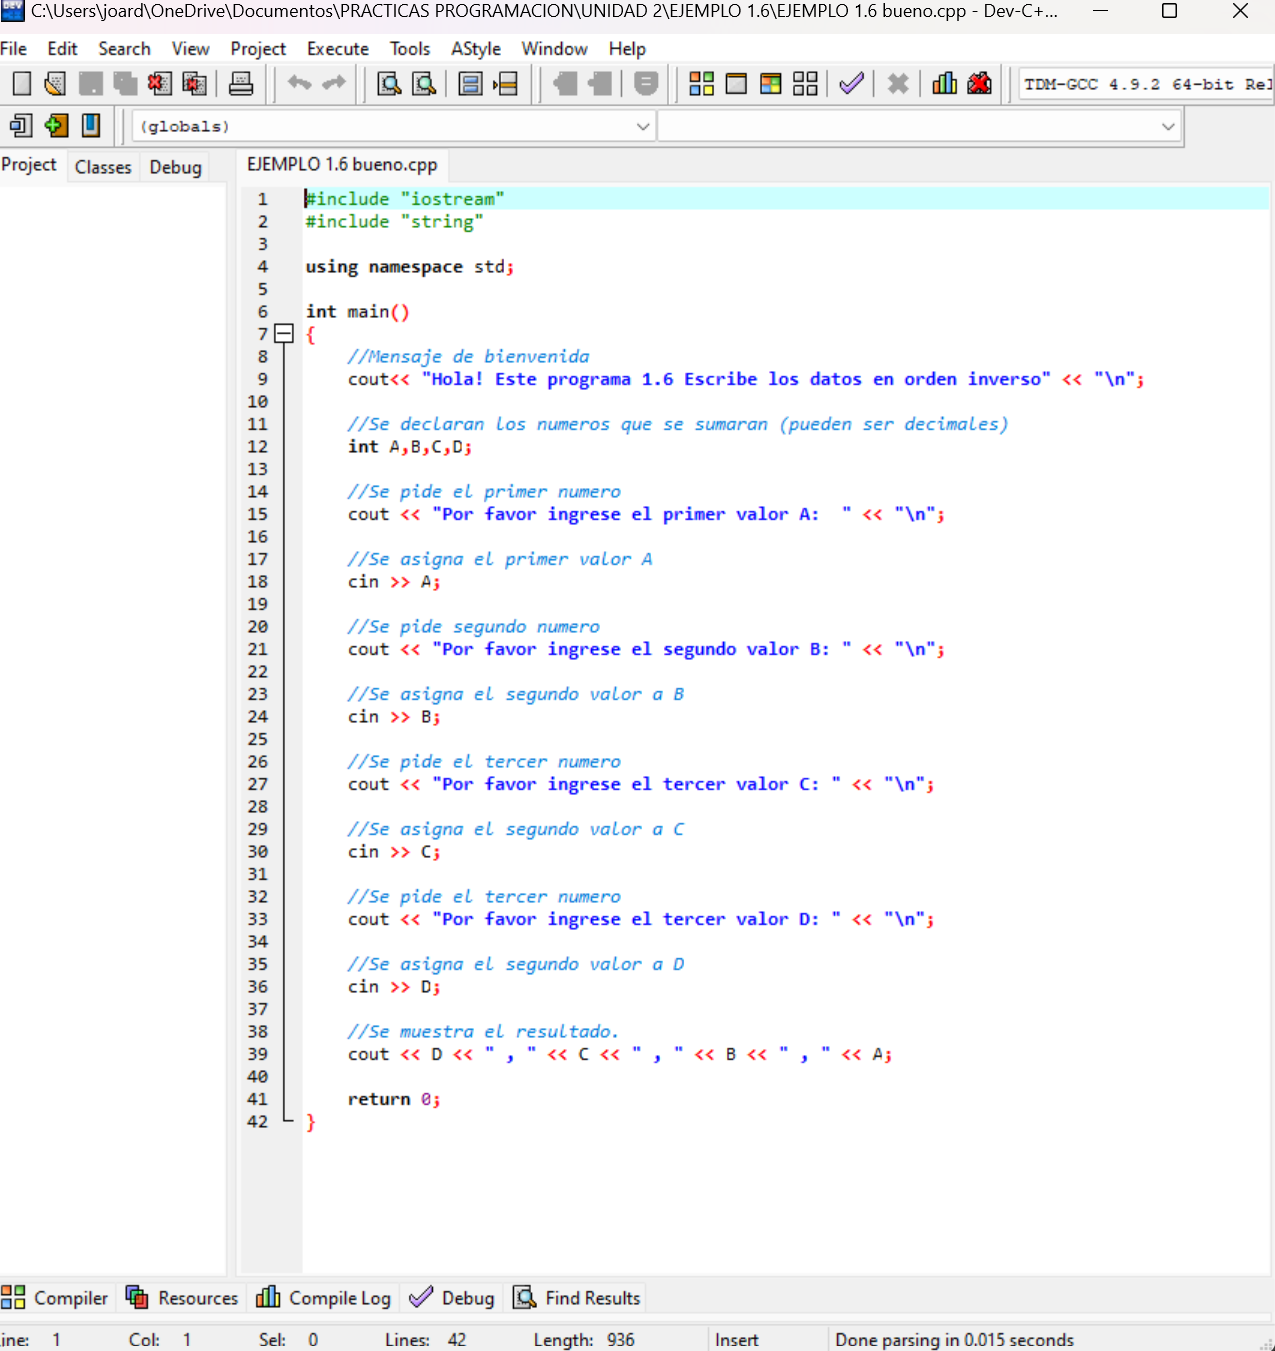 C:\Users\joard\OneDrive\Documentos\PRACTICAS PROGRAMACION\UNIDAD 2\EJEMPLO 1.6\EJEMPLO 1.6 bueno.cpp - Dev-C+...
File Edit Search View Project Execute Tools AStyle Window Help
TDM-GCC 4.9.2 64-bit Rel
(globals)
Project Classes Debug EJEMPLO 1.6 bueno.cpp
1 #include "iostream"
2 #include "string"
3
4 using namespace std;
5
6 int main()
7 {
8 //Mensaje de bienvenida
9 cout<< "Hola! Este programa 1.6 Escribe los datos en orden inverso" << "\n";
10
11 //Se declaran los numeros que se sumaran (pueden ser decimales)
12 int A,B,C,D;
13
14 //Se pide el primer numero
15 cout << "Por favor ingrese el primer valor A:  " << "\n";
16
17 //Se asigna el primer valor A
18 cin >> A;
19
20 //Se pide segundo numero
21 cout << "Por favor ingrese el segundo valor B: " << "\n";
22
23 //Se asigna el segundo valor a B
24 cin >> B;
25
26 //Se pide el tercer numero
27 cout << "Por favor ingrese el tercer valor C: " << "\n";
28
29 //Se asigna el segundo valor a C
30 cin >> C;
31
32 //Se pide el tercer numero
33 cout << "Por favor ingrese el tercer valor D: " << "\n";
34
35 //Se asigna el segundo valor a D
36 cin >> D;
37
38 //Se muestra el resultado.
39 cout << D << " , " << C << " , " << B << " , " << A;
40
41 return 0;
42 }
Compiler Resources Compile Log Debug Find Results
ine: 1 Col: 1 Sel: 0 Lines: 42 Length: 936 Insert Done parsing in 0.015 seconds